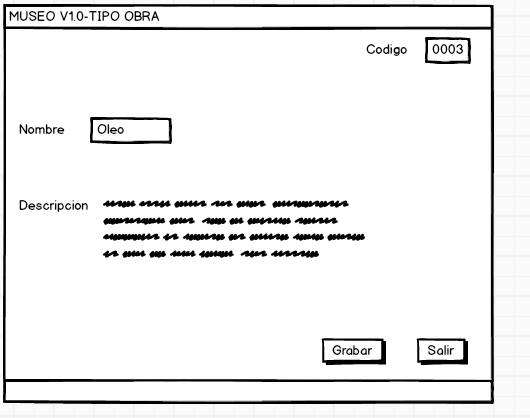 MUSEO V1.0-TIPO OBRA
Codigo 0003
Nombre Oleo
Descripcion
Grabar Salir